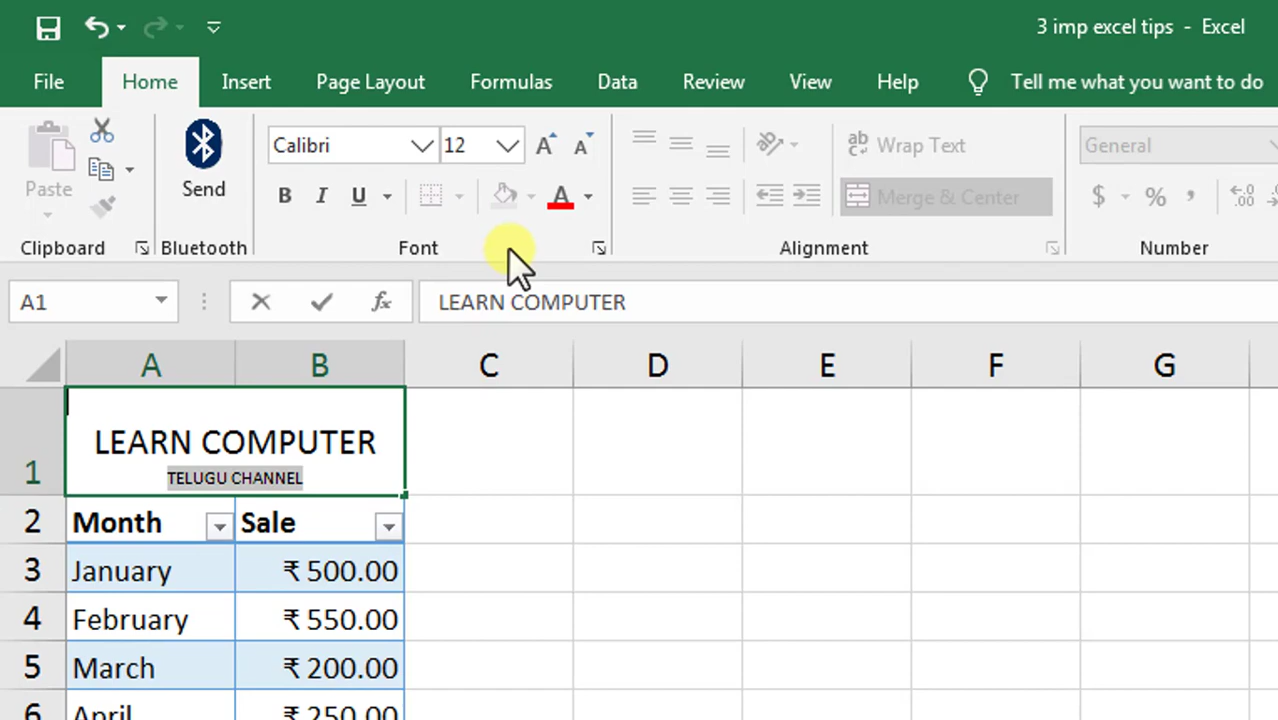 3 imp excel tips - Excel
File Home Insert Page Layout Formulas Data Review View Help Tell me what you want to do
Paste Send Calibri 12 A A ab c Wrap Text General
B I U A Merge & Center $ % , .00
Clipboard Bluetooth Font Alignment Number
A1 fx LEARN COMPUTER
A B C D E F G
1 LEARN COMPUTER
TELUGU CHANNEL
2 Month Sale
3 January ₹ 500.00
4 February ₹ 550.00
5 March ₹ 200.00
6 April ₹ 250.00